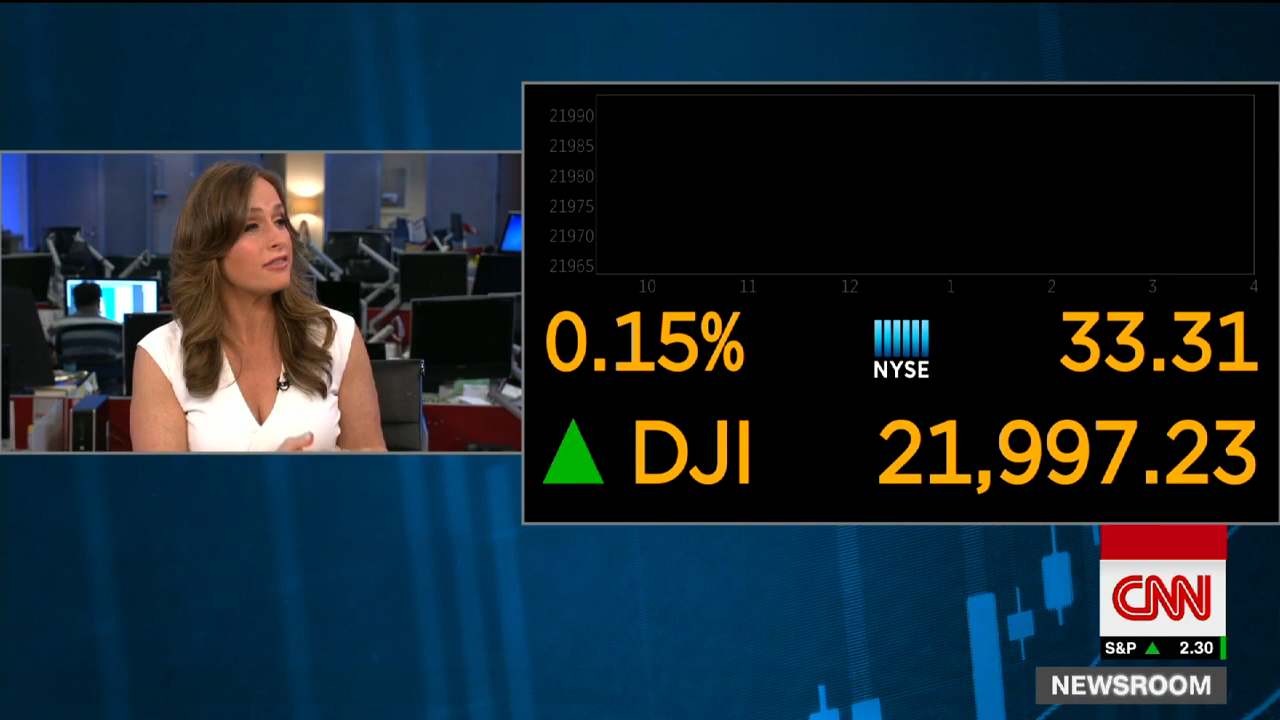 21990
21985
21980
21975
21970
21965
10 11 12 1 2 3 4
0.15% NYSE 33.31
DJI 21,997.23
CNN
S&P 2.30
NEWSROOM